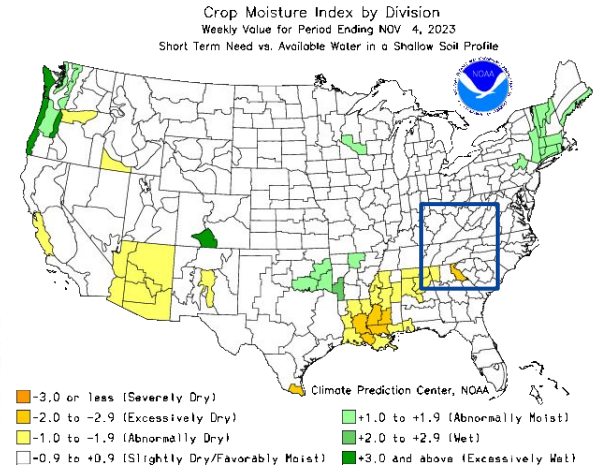 Crop Moisture Index by Division
Weekly Value for Period Ending NOV 4, 2023
Short Term Need vs. Available Water in a Shallow Soil Profile
NOAA
Climate Prediction Center, NOAA
-3.0 or less (Severely Dry)
-2.0 to -2.9 (Excessively Dry)
-1.0 to -1.9 (Abnormally Dry)
-0.9 to +0.9 (Slightly Dry/Favorably Moist)
+1.0 to +1.9 (Abnormally Moist)
+2.0 to +2.9 (Wet)
+3.0 and above (Excessively Wet)